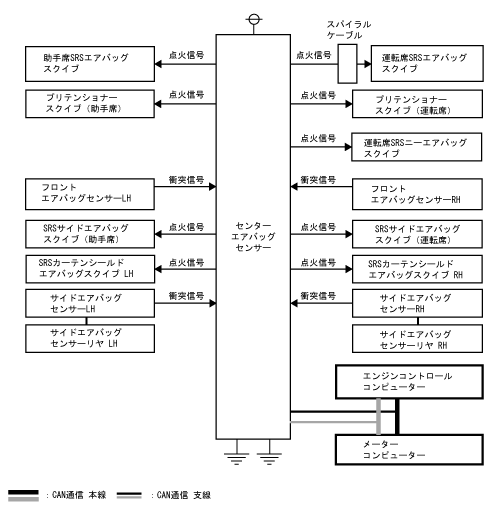 スパイラル
ケーブル
助手席SRSエアバッグ
スクイブ
点火信号
点火信号
運転席SRSエアバッグ
スクイブ
プリテンショナー
スクイブ（助手席）
点火信号
点火信号
プリテンショナー
スクイブ（運転席）
点火信号
運転席SRSニーエアバッグ
スクイブ
フロント
エアバッグセンサーLH
衝突信号
衝突信号
フロント
エアバッグセンサーRH
センター
エアバッグ
センサー
SRSサイドエアバッグ
スクイブ（助手席）
点火信号
点火信号
SRSサイドエアバッグ
スクイブ（運転席）
SRSカーテンシールド
エアバッグスクイブ LH
点火信号
点火信号
SRSカーテンシールド
エアバッグスクイブ RH
サイドエアバッグ
センサーLH
衝突信号
衝突信号
サイドエアバッグ
センサーRH
サイドエアバッグ
センサーリヤ LH
サイドエアバッグ
センサーリヤ RH
エンジンコントロール
コンピューター
メーター
コンピューター
：CAN通信 本線
：CAN通信 支線